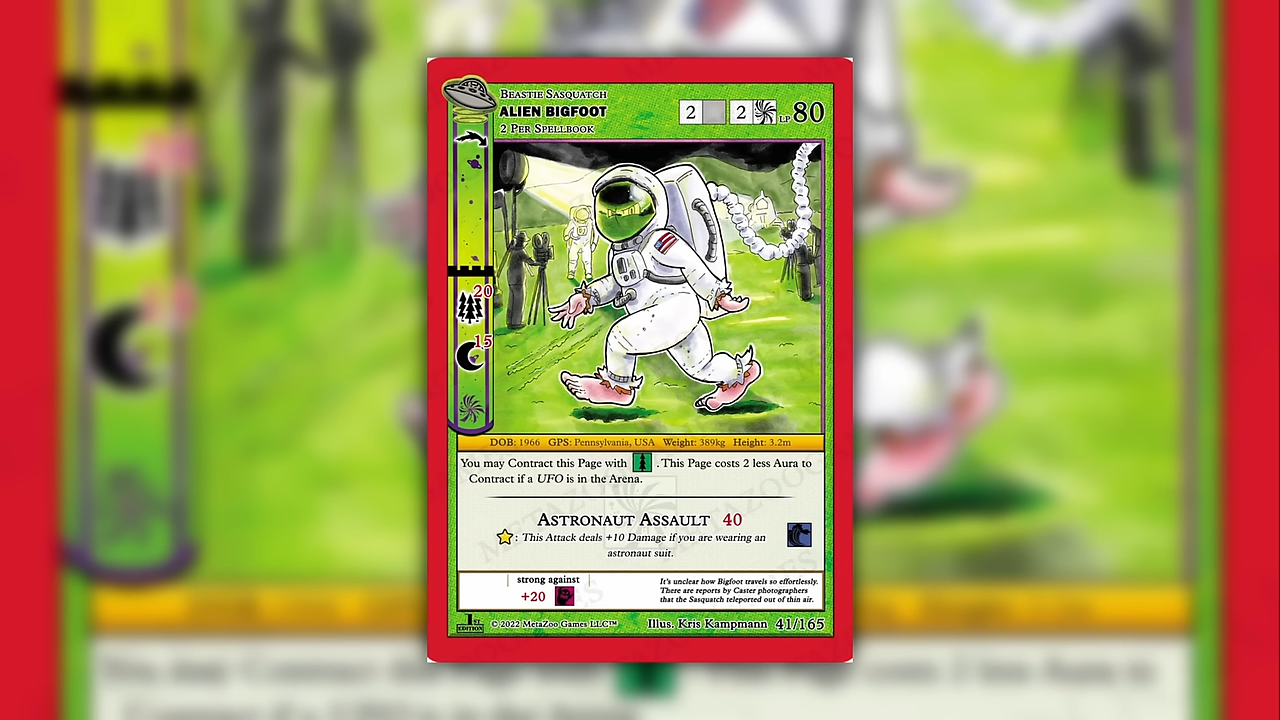 BEASTIE SASQUATCH
ALIEN BIGFOOT
2 PER SPELLBOOK
2 2 LP 80
20
15
DOB: 1966 GPS: Pennsylvania, USA Weight: 389kg Height: 3.2m
You may Contract this Page with . This Page costs 2 less Aura to
Contract if a UFO is in the Arena.
ASTRONAUT ASSAULT 40
: This Attack deals +10 Damage if you are wearing an
astronaut suit.
strong against
+20
It's unclear how Bigfoot travels so effortlessly.
There are reports by Caster photographers
that the Sasquatch teleported out of thin air.
1ST EDITION © 2022 MetaZoo Games LLC™ Illus. Kris Kampmann 41/165